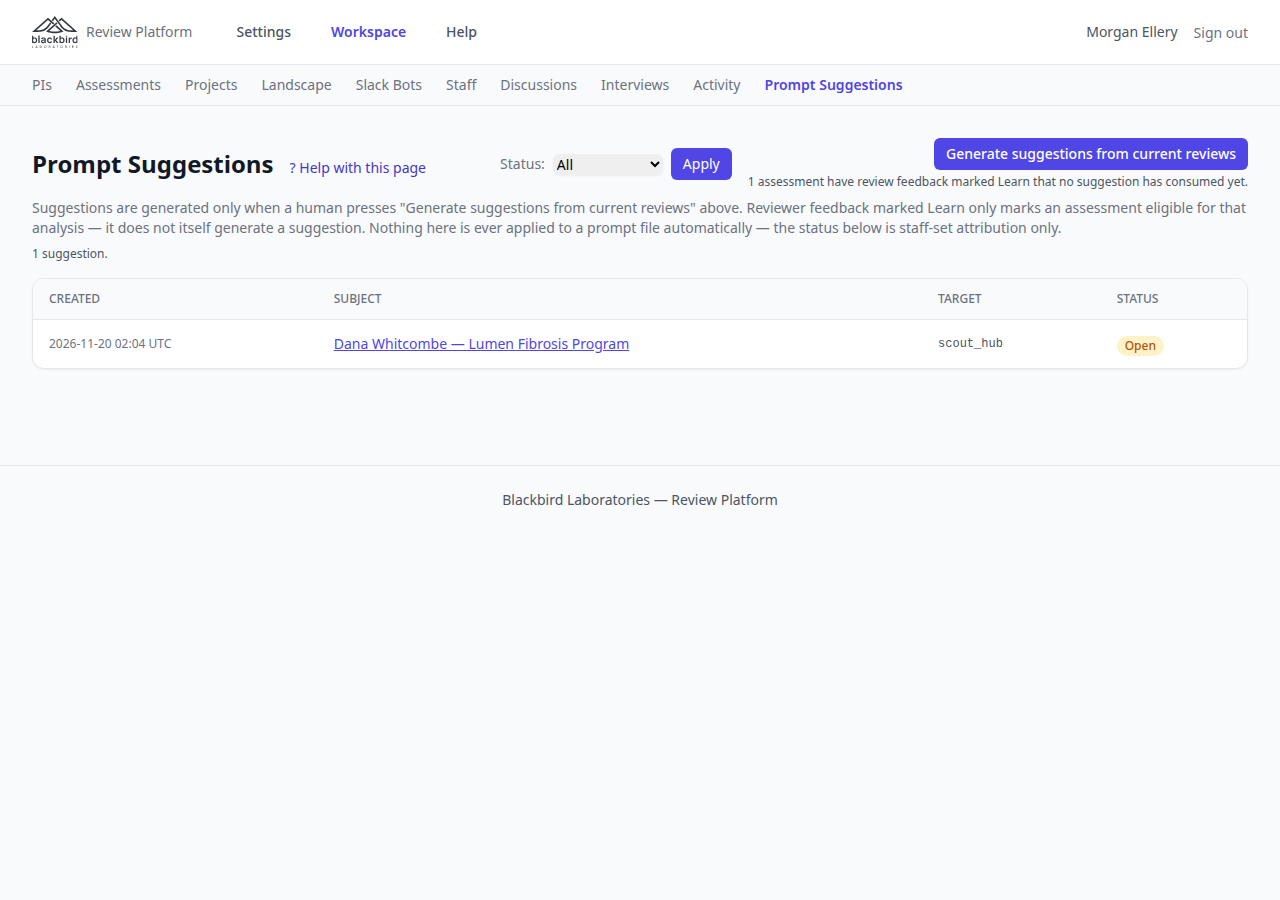 blackbird
LABORATORIES
Review Platform
Settings
Workspace
Help
Morgan Ellery
Sign out
PIs
Assessments
Projects
Landscape
Slack Bots
Staff
Discussions
Interviews
Activity
Prompt Suggestions
Prompt Suggestions
? Help with this page
Status:
All
Apply
Generate suggestions from current reviews
1 assessment have review feedback marked Learn that no suggestion has consumed yet.
Suggestions are generated only when a human presses "Generate suggestions from current reviews" above. Reviewer feedback marked Learn only marks an assessment eligible for that
analysis — it does not itself generate a suggestion. Nothing here is ever applied to a prompt file automatically — the status below is staff-set attribution only.
1 suggestion.
CREATED
SUBJECT
TARGET
STATUS
2026-11-20 02:04 UTC
Dana Whitcombe — Lumen Fibrosis Program
scout_hub
Open
Blackbird Laboratories — Review Platform